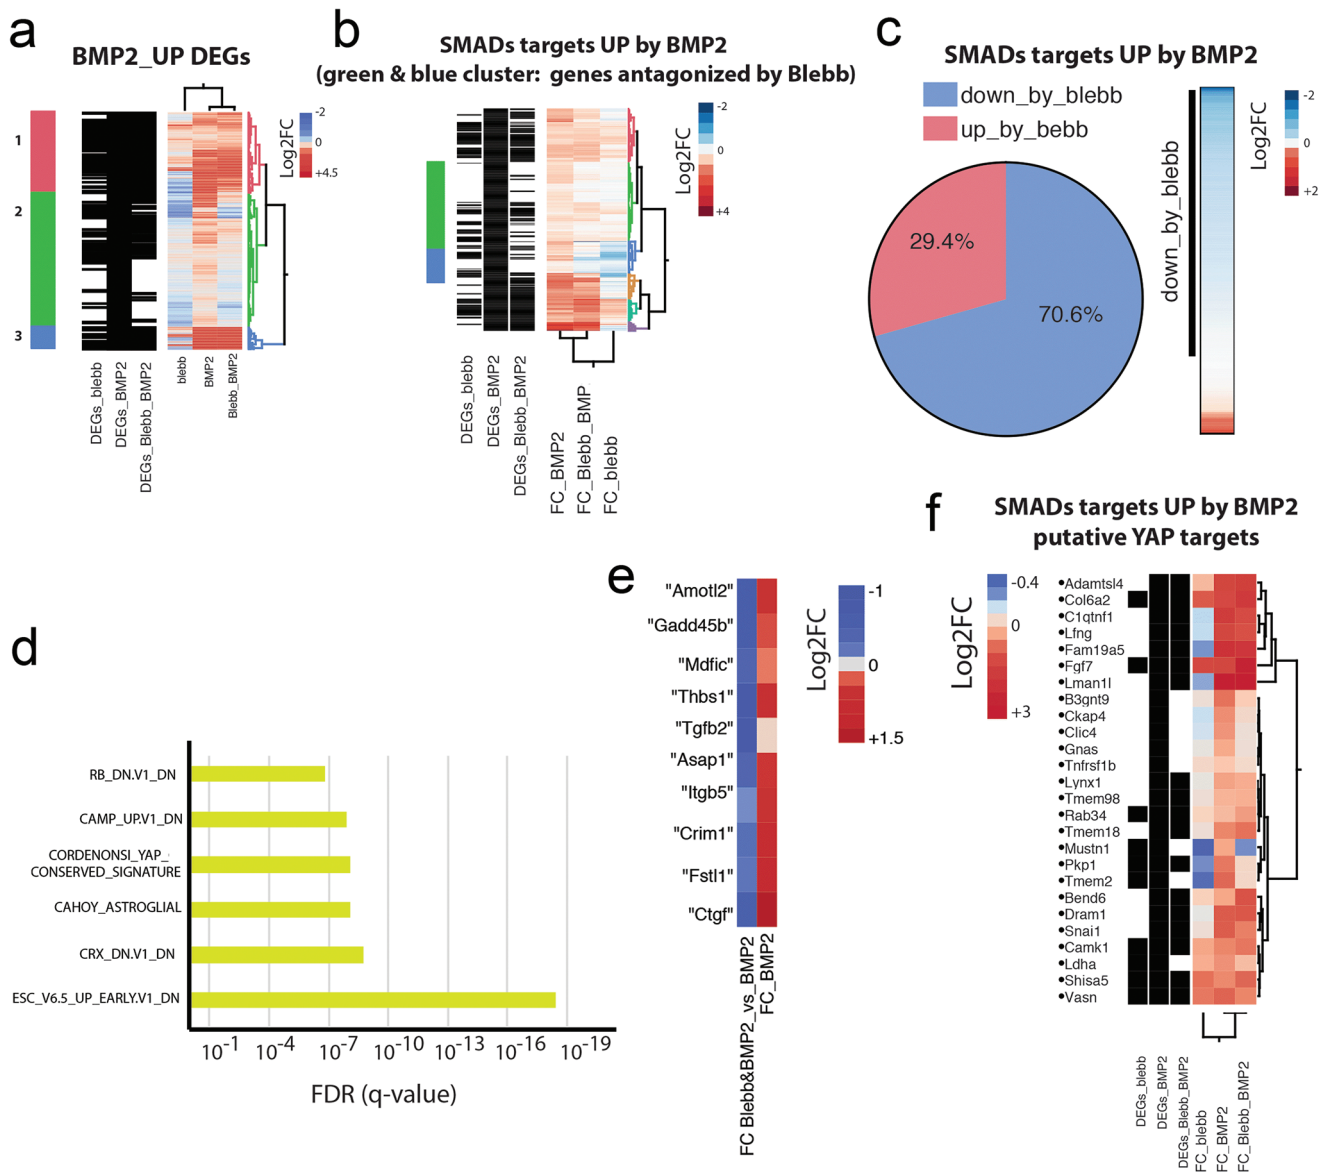 a
BMP2_UP DEGs
1
2
3
-2
0
+4.5
Log2FC
DEGs_blebb
DEGs_BMP2
DEGs_Blebb_BMP2
blebb
BMP2
Blebb_BMP2
b
SMADs targets UP by BMP2
(green & blue cluster: genes antagonized by Blebb)
-2
0
+4
Log2FC
DEGs_blebb
DEGs_BMP2
DEGs_Blebb_BMP2
FC_BMP2
FC_Blebb_BMP.
FC_blebb
c
SMADs targets UP by BMP2
down_by_blebb
up_by_bebb
29.4%
70.6%
down_by_blebb
Log2FC
-2
0
+2
d
RB_DN.V1_DN
CAMP_UP.V1_DN
CORDENONSI_YAP_
CONSERVED_SIGNATURE
CAHOY_ASTROGLIAL
CRX_DN.V1_DN
ESC_V6.5_UP_EARLY.V1_DN
10-1 10-4 10-7 10-10 10-13 10-16 10-19
FDR (q-value)
e
"Amotl2"
"Gadd45b"
"Mdfic"
"Thbs1"
"Tgfb2"
"Asap1"
"Itgb5"
"Crim1"
"Fstl1"
"Ctgf"
FC Blebb&BMP2_vs_BMP2
FC_BMP2
Log2FC
-1
0
+1.5
f
SMADs targets UP by BMP2
putative YAP targets
Log2FC
-0.4
0
+3
•Adamtsl4
•Col6a2
•C1qtnf1
•Lfng
•Fam19a5
•Fgf7
•Lman1l
•B3gnt9
•Ckap4
•Clic4
•Gnas
•Tnfrsf1b
•Lynx1
•Tmem98
•Rab34
•Tmem18
•Mustn1
•Pkp1
•Tmem2
•Bend6
•Dram1
•Snai1
•Camk1
•Ldha
•Shisa5
•Vasn
DEGs_blebb
DEGs_BMP2
DEGs_Blebb_BMP2
FC_blebb
FC_BMP2
FC_Blebb_BMP2